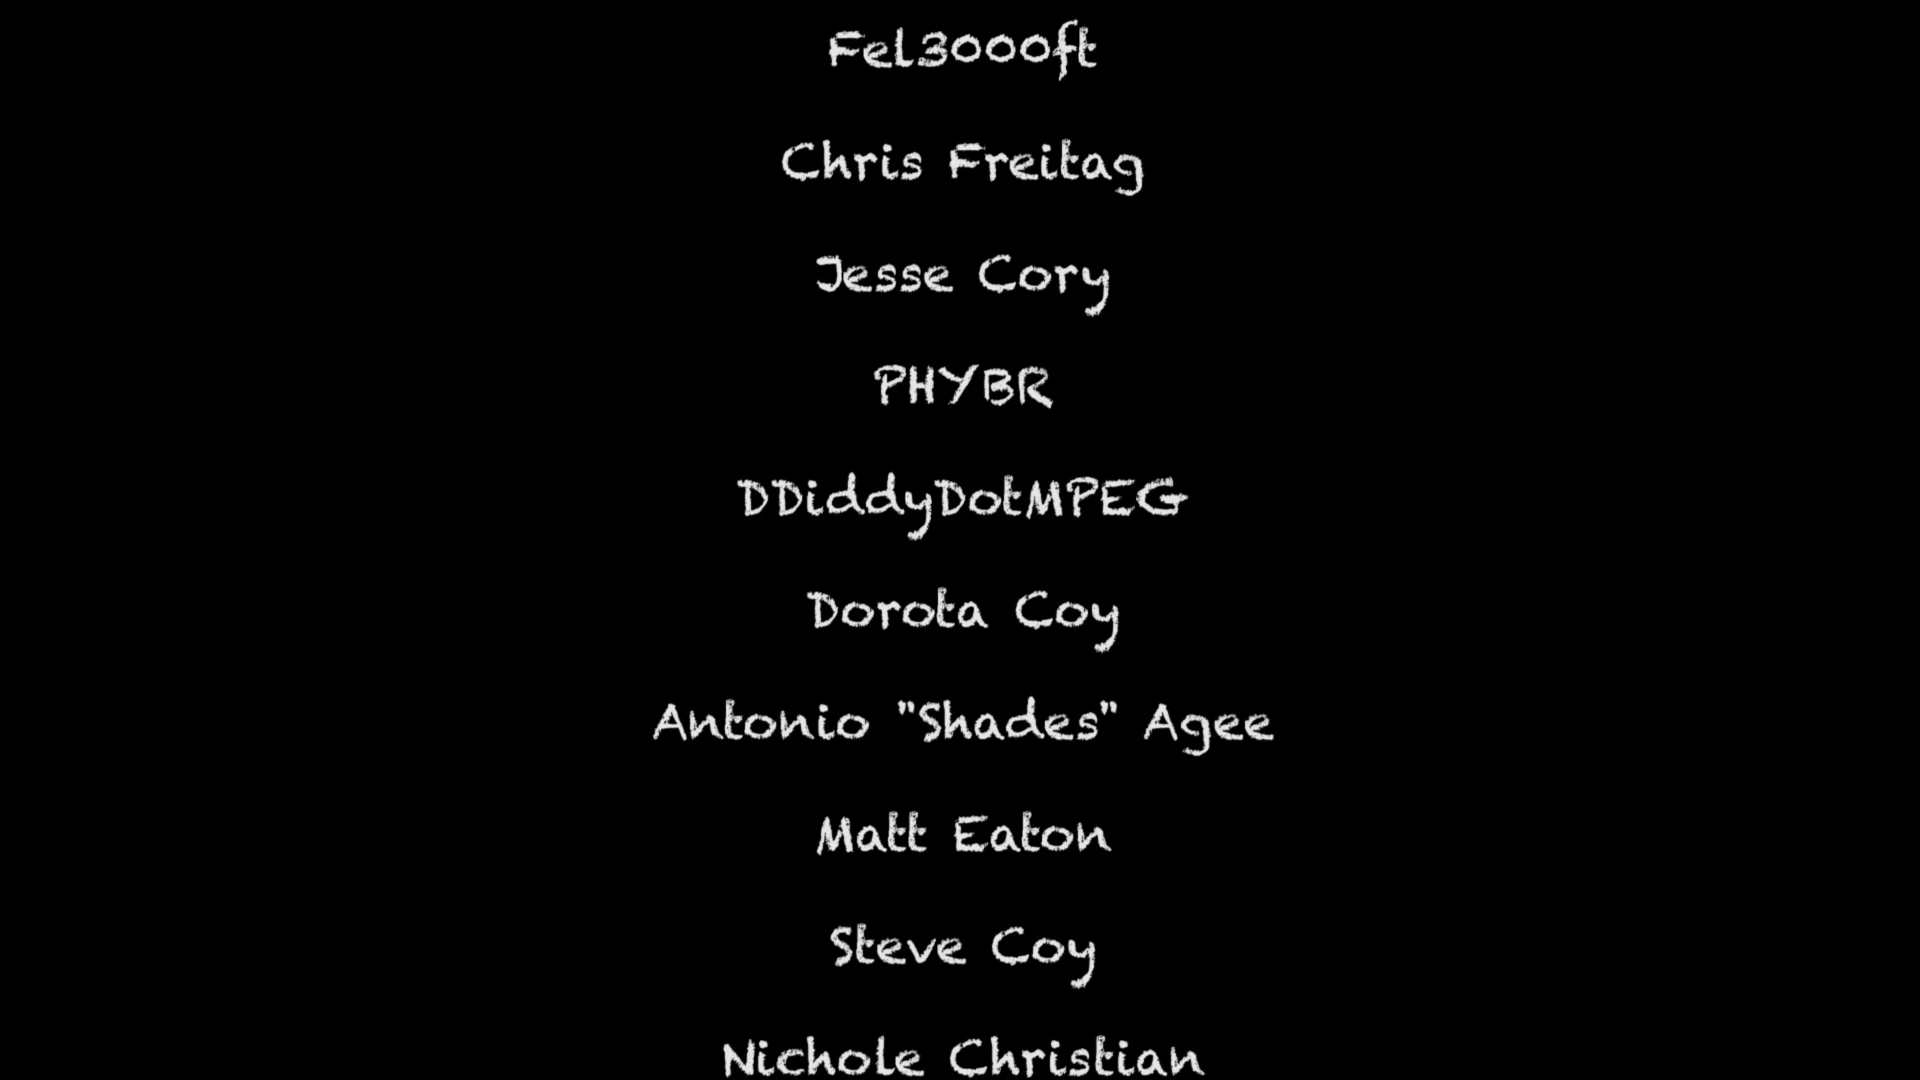 Fel3000ft
Chris Freitag
Jesse Cory
PHYBR
DDiddyDotMPEG
Dorota Coy
Antonio "Shades" Agee
Matt Eaton
Steve Coy
Nichole Christian